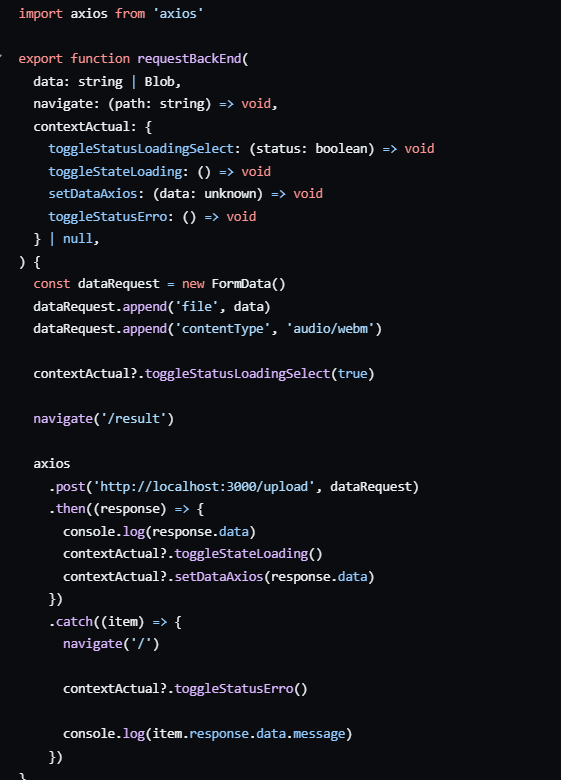 import axios from 'axios'
export function requestBackEnd(
data: string | Blob,
navigate: (path: string) => void,
contextActual: {
toggleStatusLoadingSelect: (status: boolean) => void
toggleStateLoading: () => void
setDataAxios: (data: unknown) => void
toggleStatusErro: () => void
} | null,
) {
const dataRequest = new FormData()
dataRequest.append('file', data)
dataRequest.append('contentType', 'audio/webm')
contextActual?.toggleStatusLoadingSelect(true)
navigate('/result')
axios
.post('http://localhost:3000/upload', dataRequest)
.then((response) => {
console.log(response.data)
contextActual?.toggleStateLoading()
contextActual?.setDataAxios(response.data)
})
.catch((item) => {
navigate('/')
contextActual?.toggleStatusErro()
console.log(item.response.data.message)
})
}